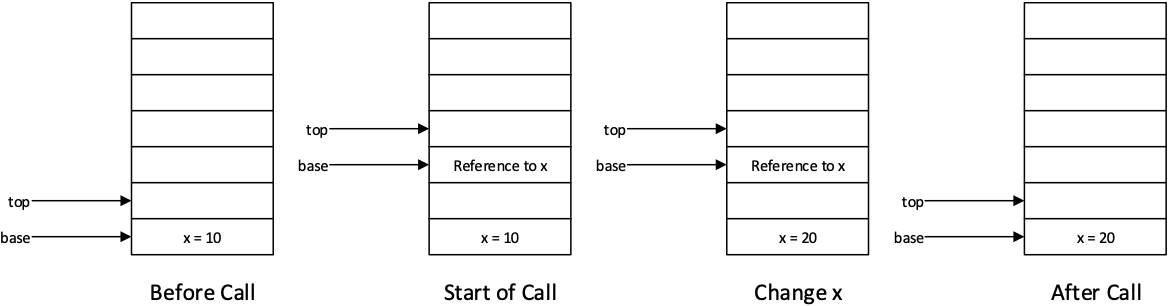 top
base
x = 10
Before Call
top
base
Reference to x
x = 10
Start of Call
top
base
Reference to x
x = 20
Change x
top
base
x = 20
After Call